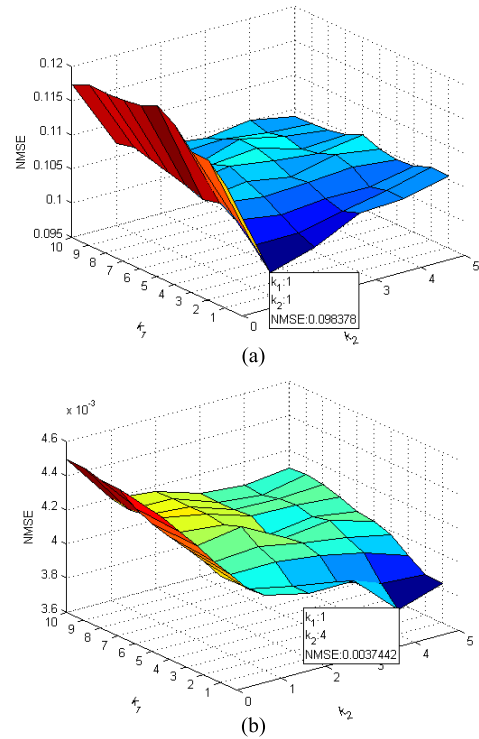 0.12
0.115
0.11
0.105
0.1
0.095
NMSE
10 9 8 7 6 5 4 3 2 1
k1
0 1 2 3 4 5
k2
k1:1
k2:1
NMSE:0.098378
(a)
x 10^-3
4.6
4.4
4.2
4
3.8
3.6
NMSE
10 9 8 7 6 5 4 3 2 1
k1
0 1 2 3 4 5
k2
k1:1
k2:4
NMSE:0.0037442
(b)